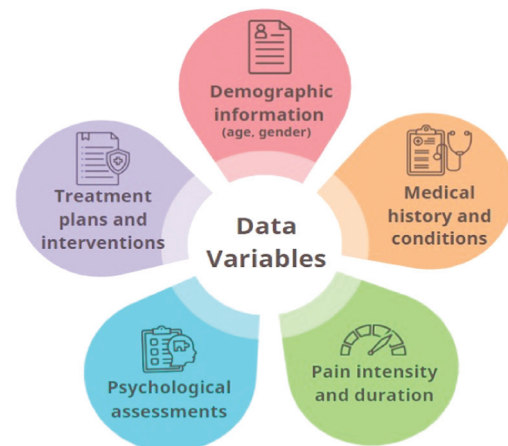 Demographic
information
(age, gender)
Medical
history and
conditions
Pain intensity
and duration
Psychological
assessments
Treatment
plans and
interventions
Data
Variables